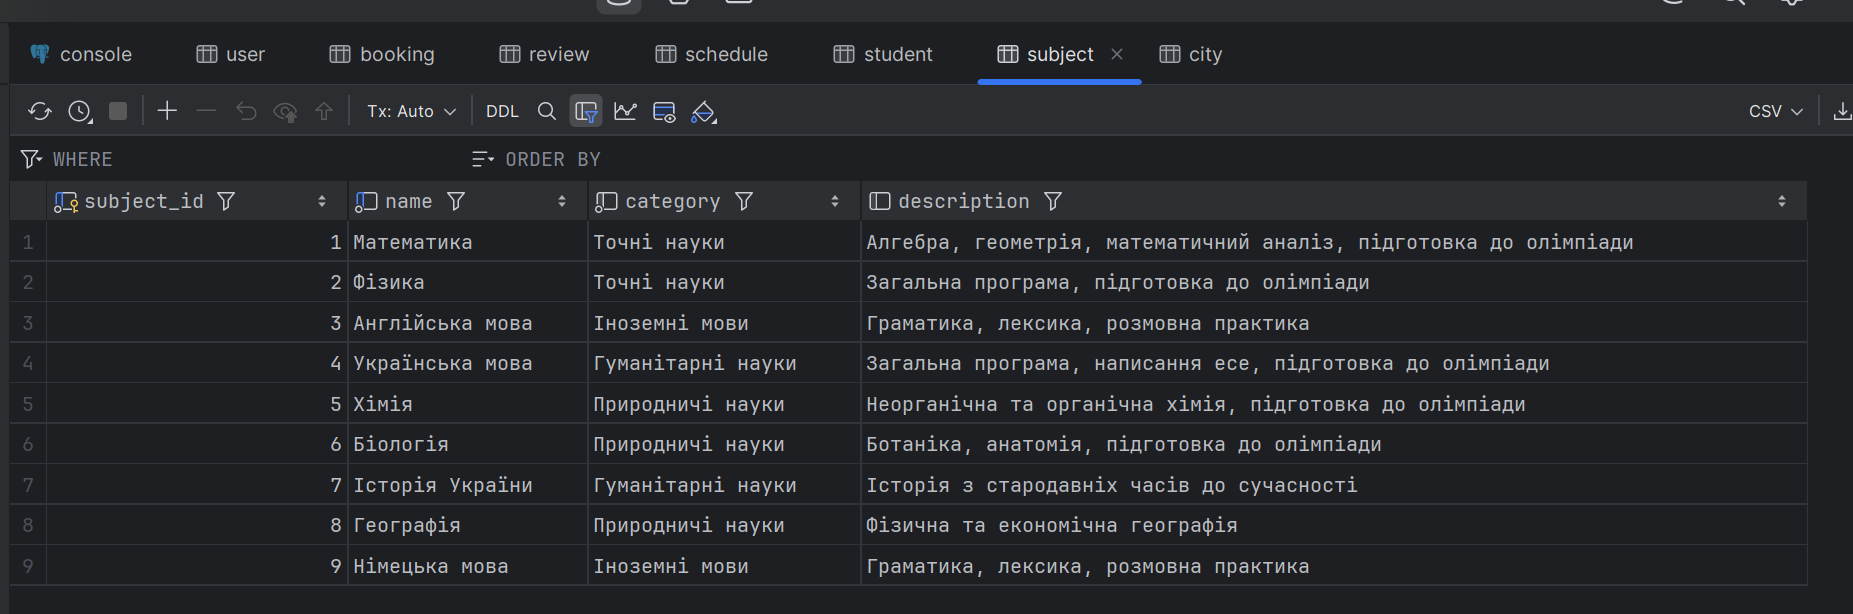 console user booking review schedule student subject city
Tx: Auto DDL CSV
WHERE ORDER BY
subject_id name category description
1 1 Математика Точні науки Алгебра, геометрія, математичний аналіз, підготовка до олімпіади
2 2 Фізика Точні науки Загальна програма, підготовка до олімпіади
3 3 Англійська мова Іноземні мови Граматика, лексика, розмовна практика
4 4 Українська мова Гуманітарні науки Загальна програма, написання есе, підготовка до олімпіади
5 5 Хімія Природничі науки Неорганічна та органічна хімія, підготовка до олімпіади
6 6 Біологія Природничі науки Ботаніка, анатомія, підготовка до олімпіади
7 7 Історія України Гуманітарні науки Історія з стародавніх часів до сучасності
8 8 Географія Природничі науки Фізична та економічна географія
9 9 Німецька мова Іноземні мови Граматика, лексика, розмовна практика